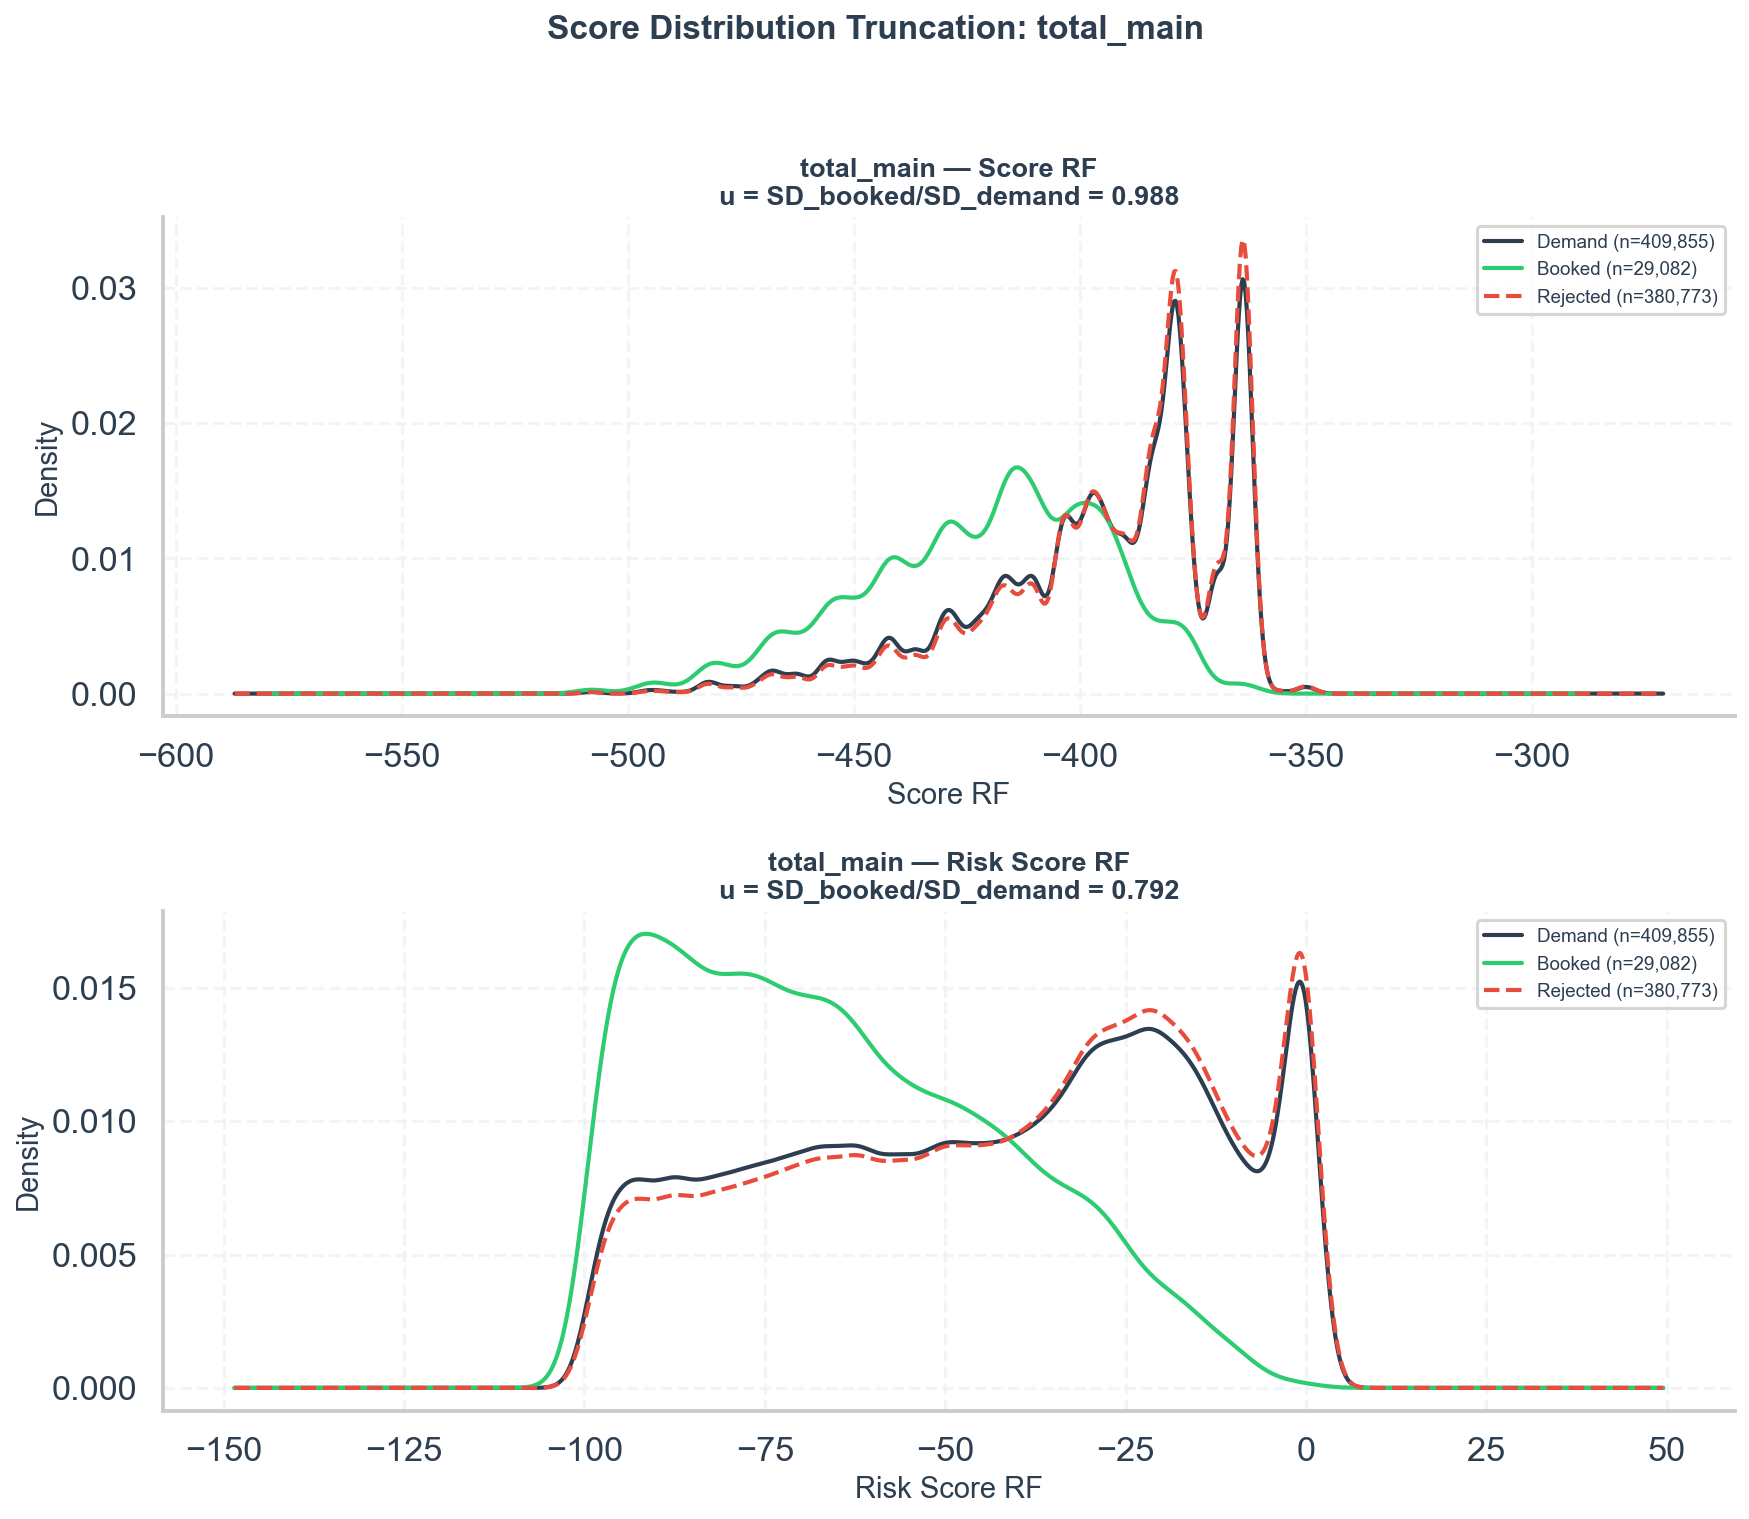 Score Distribution Truncation: total_main
total_main — Score RF
u = SD_booked/SD_demand = 0.988
Demand (n=409,855)
Booked (n=29,082)
Rejected (n=380,773)
0.03
0.02
0.01
0.00
Density
−600
−550
−500
−450
−400
−350
−300
Score RF
total_main — Risk Score RF
u = SD_booked/SD_demand = 0.792
Demand (n=409,855)
Booked (n=29,082)
Rejected (n=380,773)
0.015
0.010
0.005
0.000
Density
−150
−125
−100
−75
−50
−25
0
25
50
Risk Score RF